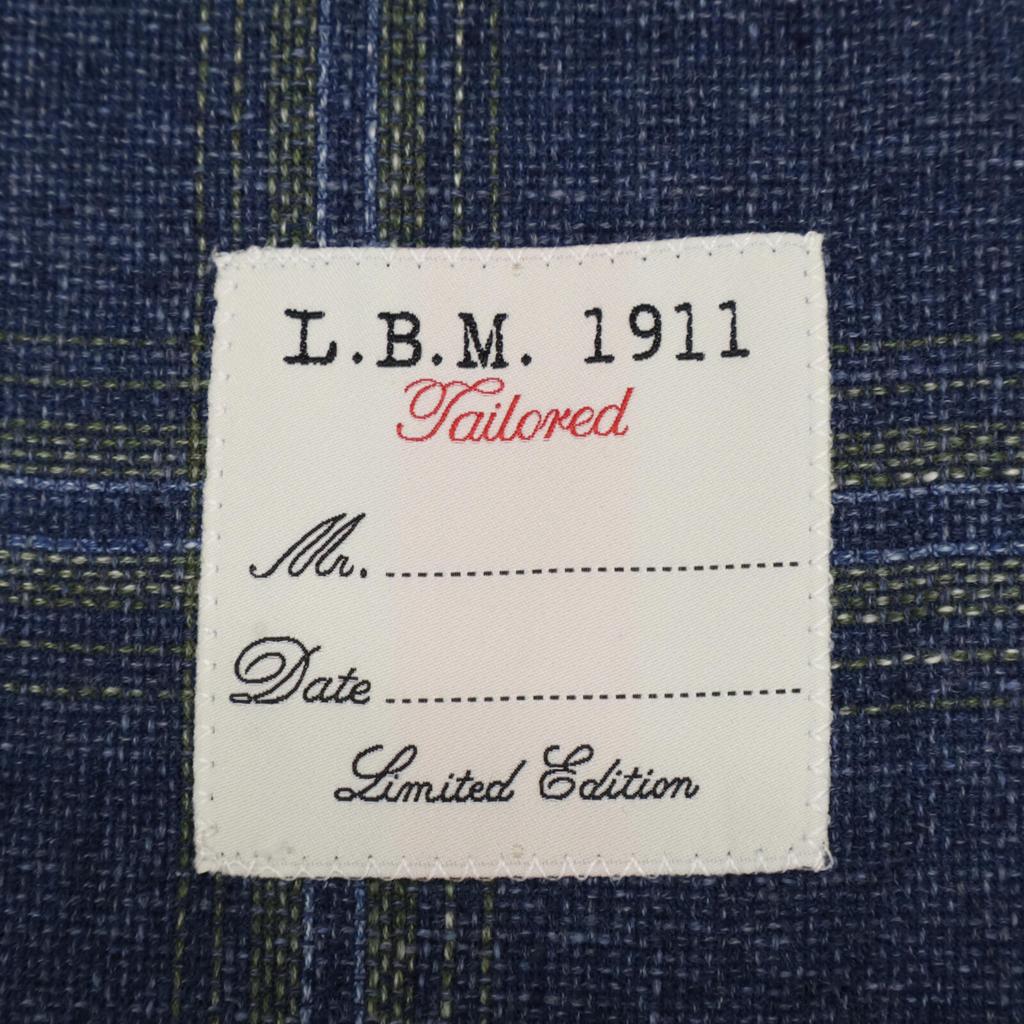 L.B.M. 1911
Tailored
Mr.
Date
Limited Edition